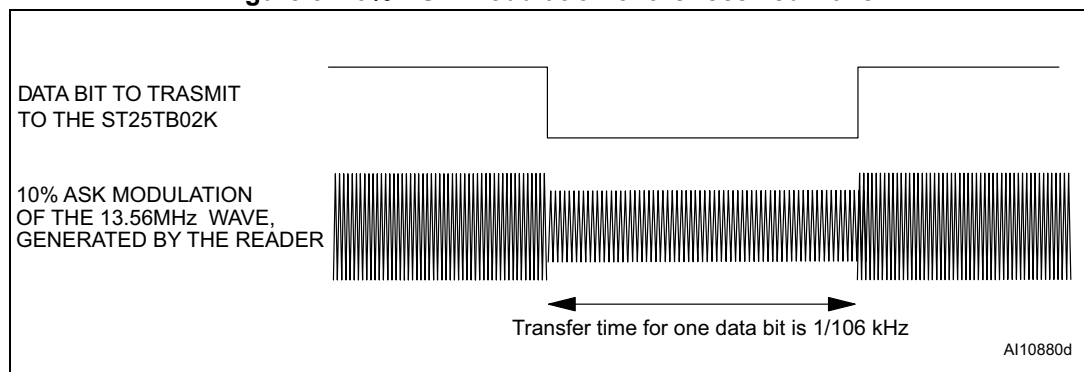 DATA BIT TO TRASMIT
TO THE ST25TB02K
10% ASK MODULATION
OF THE 13.56MHz WAVE,
GENERATED BY THE READER
Transfer time for one data bit is 1/106 kHz
AI10880d